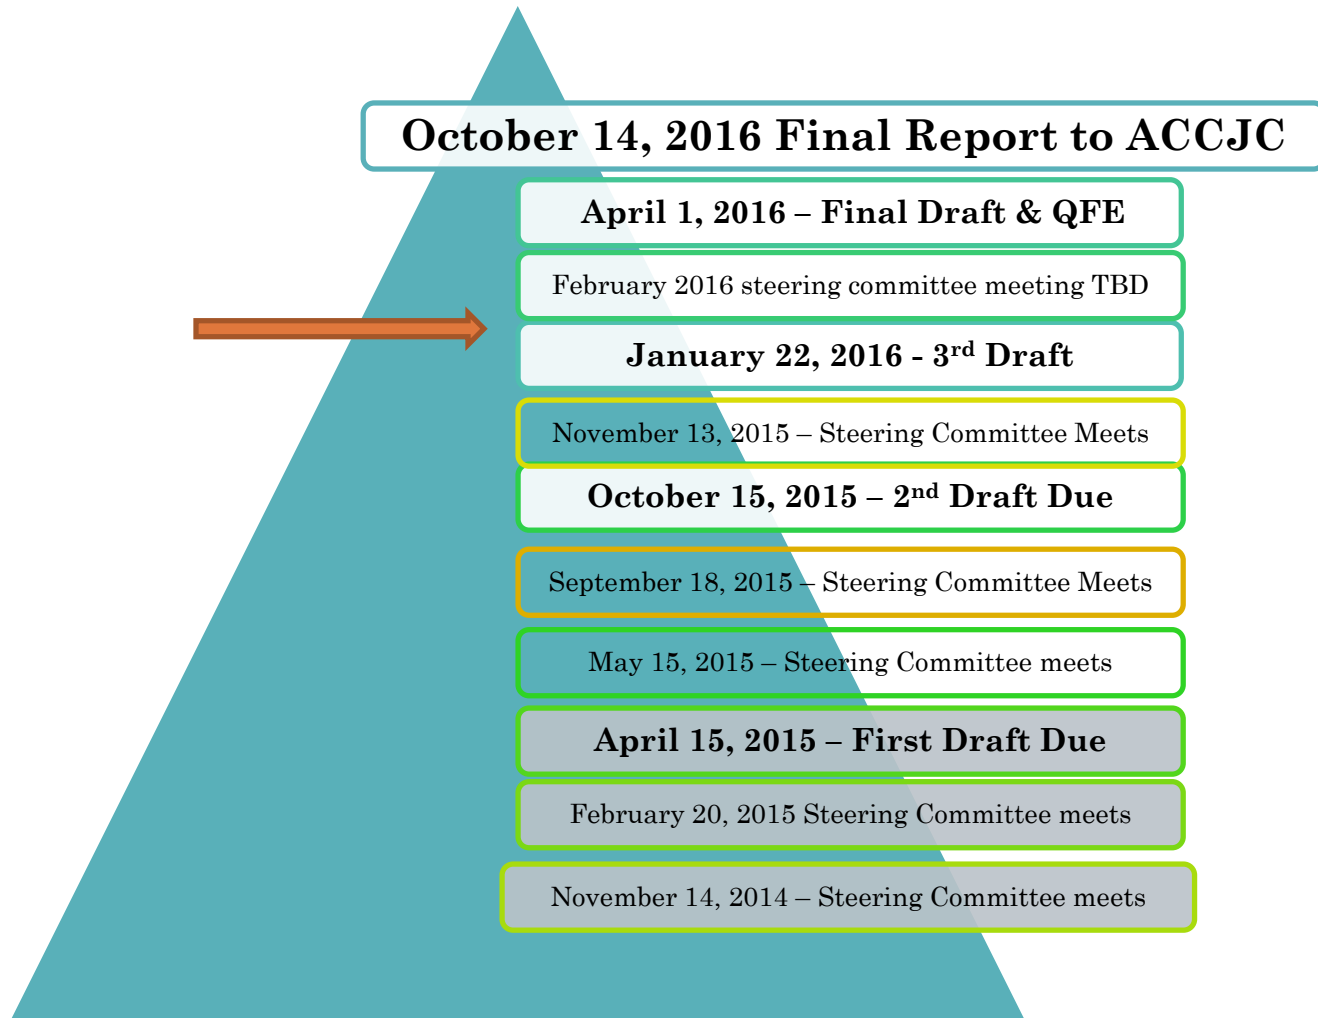 October 14, 2016 Final Report to ACCJC
April 1, 2016 – Final Draft & QFE
February 2016 steering committee meeting TBD
January 22, 2016 - 3rd Draft
November 13, 2015 – Steering Committee Meets
October 15, 2015 – 2nd Draft Due
September 18, 2015 – Steering Committee Meets
May 15, 2015 – Steering Committee meets
April 15, 2015 – First Draft Due
February 20, 2015 Steering Committee meets
November 14, 2014 – Steering Committee meets